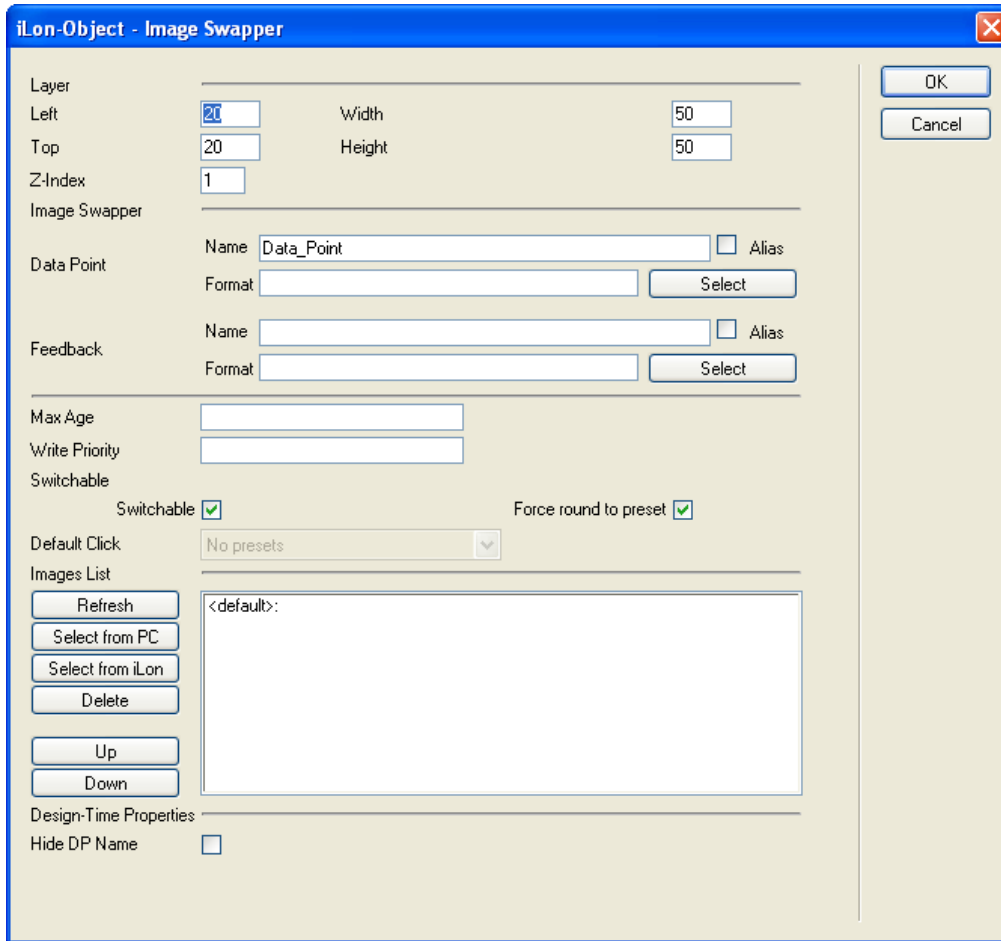 iLon-Object - Image Swapper
Layer
OK
Left 20 Width 50
Cancel
Top 20 Height 50
Z-Index 1
Image Swapper
Name Data_Point Alias
Data Point
Format Select
Name Alias
Feedback
Format Select
Max Age
Write Priority
Switchable
Switchable Force round to preset
Default Click No presets
Images List
Refresh <default>:
Select from PC
Select from iLon
Delete
Up
Down
Design-Time Properties
Hide DP Name